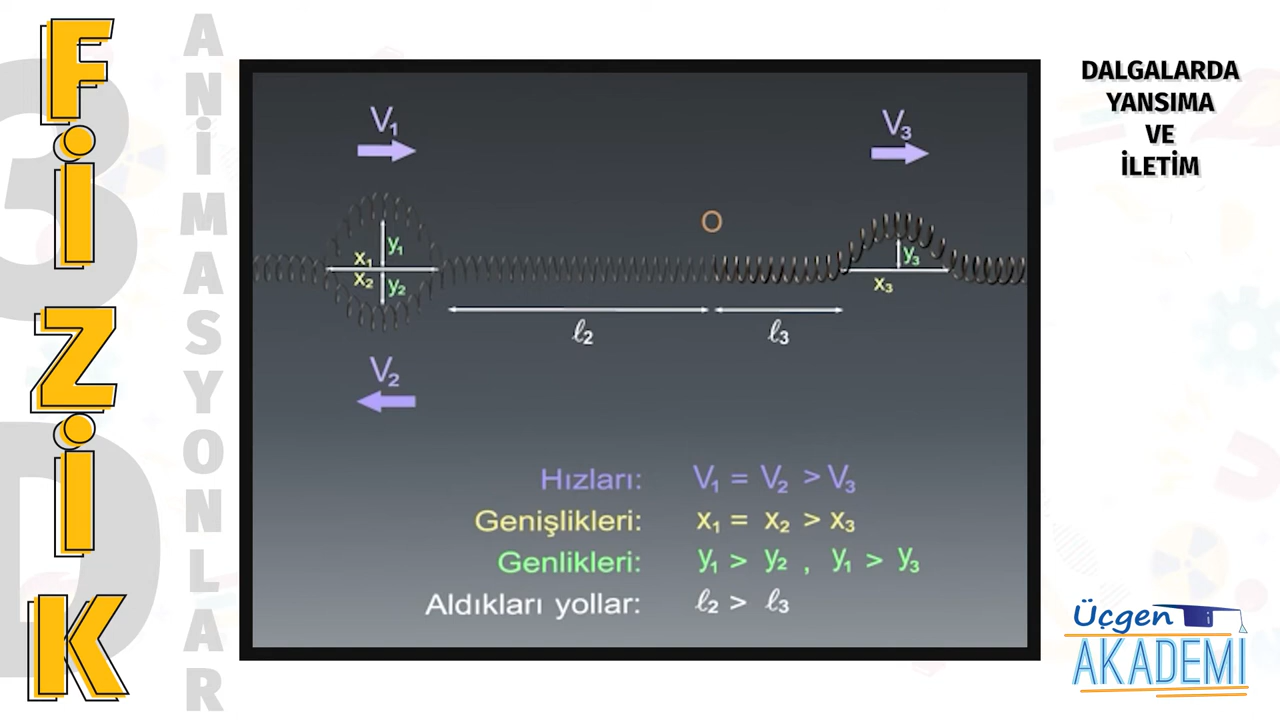 FİZİK
3D
ANİMASYONLAR
DALGALARDA
YANSIMA
VE
İLETİM
V₁
V₃
O
y₁
x₁
x₂
y₂
y₃
x₃
ℓ₂
ℓ₃
V₂
Hızları: V₁ = V₂ > V₃
Genişlikleri: x₁ = x₂ > x₃
Genlikleri: y₁ > y₂ , y₁ > y₃
Aldıkları yollar: ℓ₂ > ℓ₃
Üçgen
AKADEMİ